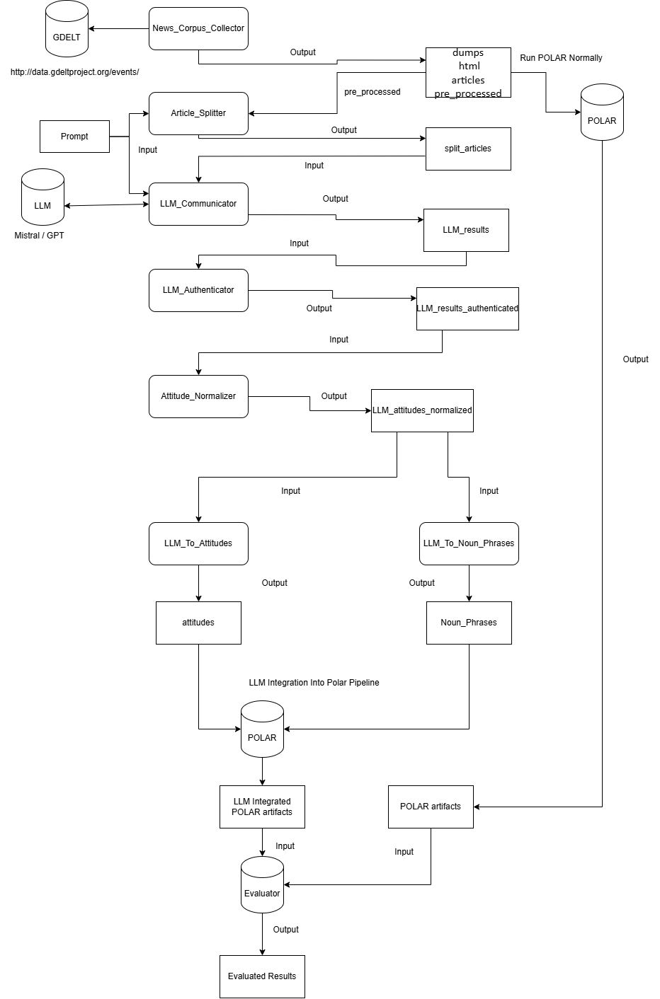 News_Corpus_Collector
GDELT
http://data.gdeltproject.org/events/
Output
dumps
html
articles
pre_processed
Run POLAR Normally
pre_processed
POLAR
Article_Splitter
Prompt
Input
Output
split_articles
Input
LLM
Mistral / GPT
LLM_Communicator
Output
LLM_results
Input
LLM_Authenticator
Output
LLM_results_authenticated
Input
Output
Attitude_Normalizer
Output
LLM_attitudes_normalized
Input
Input
LLM_To_Attitudes
LLM_To_Noun_Phrases
Output
Output
attitudes
Noun_Phrases
LLM Integration Into Polar Pipeline
POLAR
LLM Integrated
POLAR artifacts
POLAR artifacts
Input
Input
Evaluator
Output
Evaluated Results